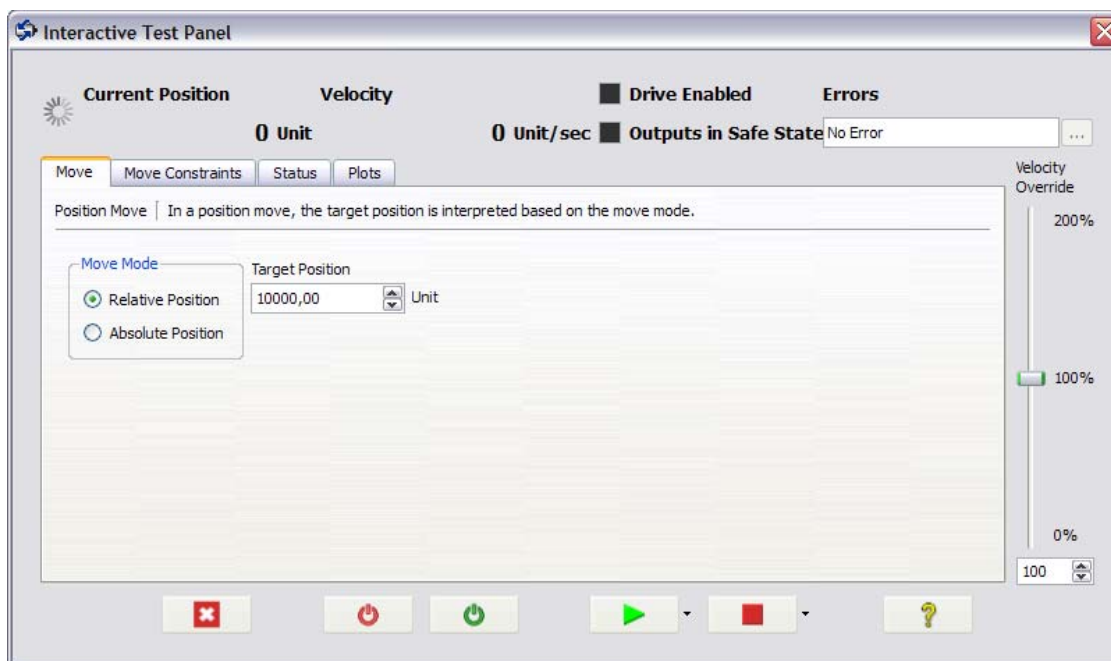 Interactive Test Panel
Current Position Velocity Drive Enabled Errors
0 Unit 0 Unit/sec Outputs in Safe State No Error ...
Move Move Constraints Status Plots
Velocity
Override
Position Move In a position move, the target position is interpreted based on the move mode.
200%
Move Mode
Target Position
Relative Position 10000,00 Unit
Absolute Position
100%
0%
100